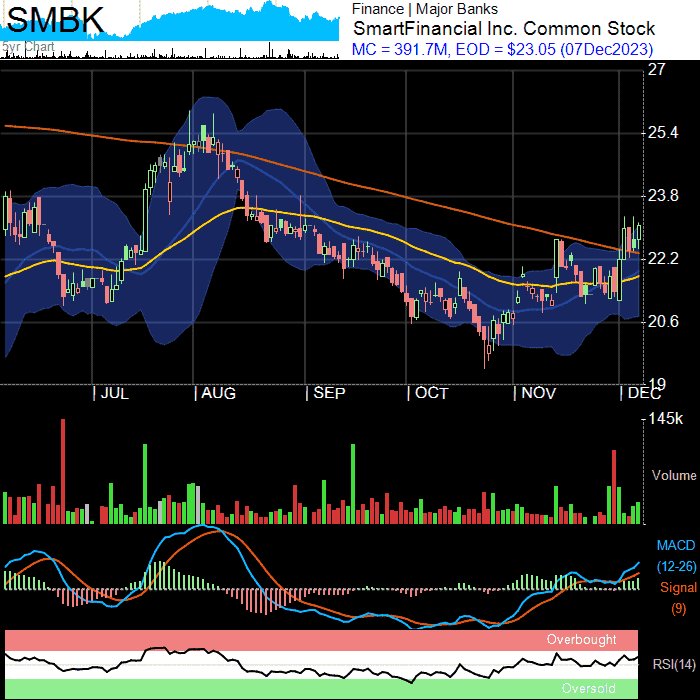 SMBK
5yr Chart
Finance | Major Banks
SmartFinancial Inc. Common Stock
MC = 391.7M, EOD = $23.05 (07Dec2023)
27
25.4
23.8
22.2
20.6
19
| JUL | AUG | SEP | OCT | NOV | DEC
145k
Volume
MACD
(12-26)
Signal
(9)
Overbought
RSI(14)
Oversold